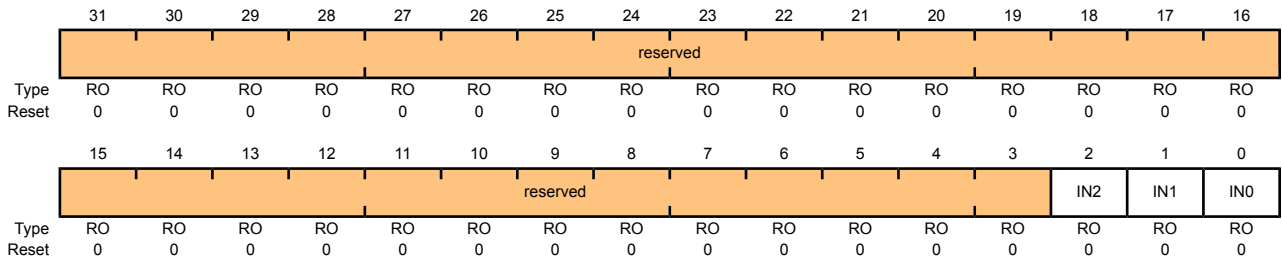 31 30 29 28 27 26 25 24 23 22 21 20 19 18 17 16
reserved
Type RO RO RO RO RO RO RO RO RO RO RO RO RO RO RO RO
Reset 0 0 0 0 0 0 0 0 0 0 0 0 0 0 0 0
15 14 13 12 11 10 9 8 7 6 5 4 3 2 1 0
reserved IN2 IN1 IN0
Type RO RO RO RO RO RO RO RO RO RO RO RO RO RO RO RO
Reset 0 0 0 0 0 0 0 0 0 0 0 0 0 0 0 0